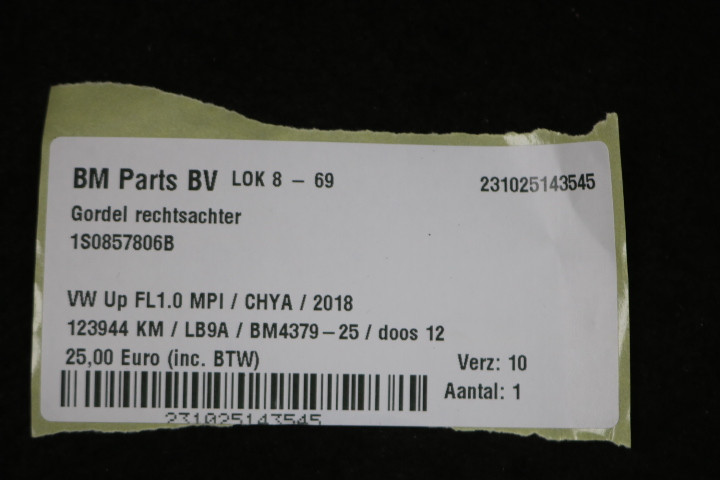 BM Parts BV LOK 8 - 69 231025143545
Gordel rechtsachter
1S0857806B
VW Up FL1.0 MPI / CHYA / 2018
123944 KM / LB9A / BM4379-25 / doos 12
25,00 Euro (inc. BTW) Verz: 10
Aantal: 1
231025143545